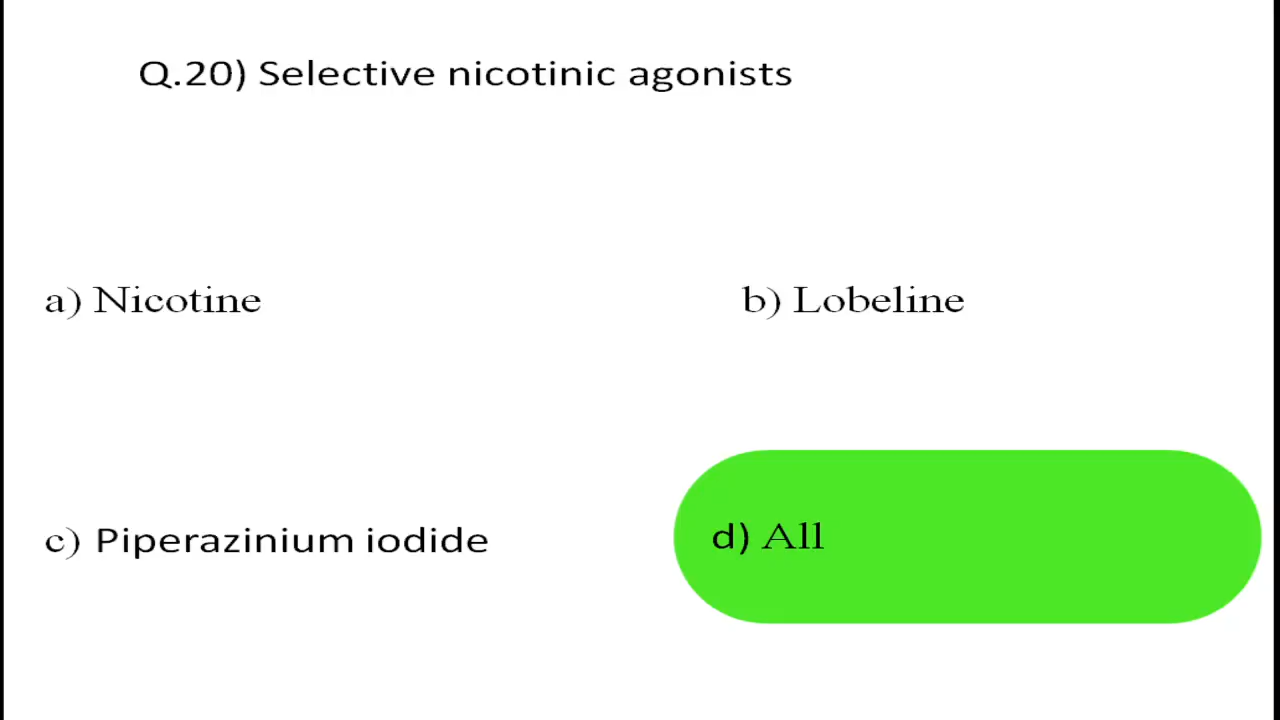 Q.20) Selective nicotinic agonists
a) Nicotine
b) Lobeline
c) Piperazinium iodide
d) All